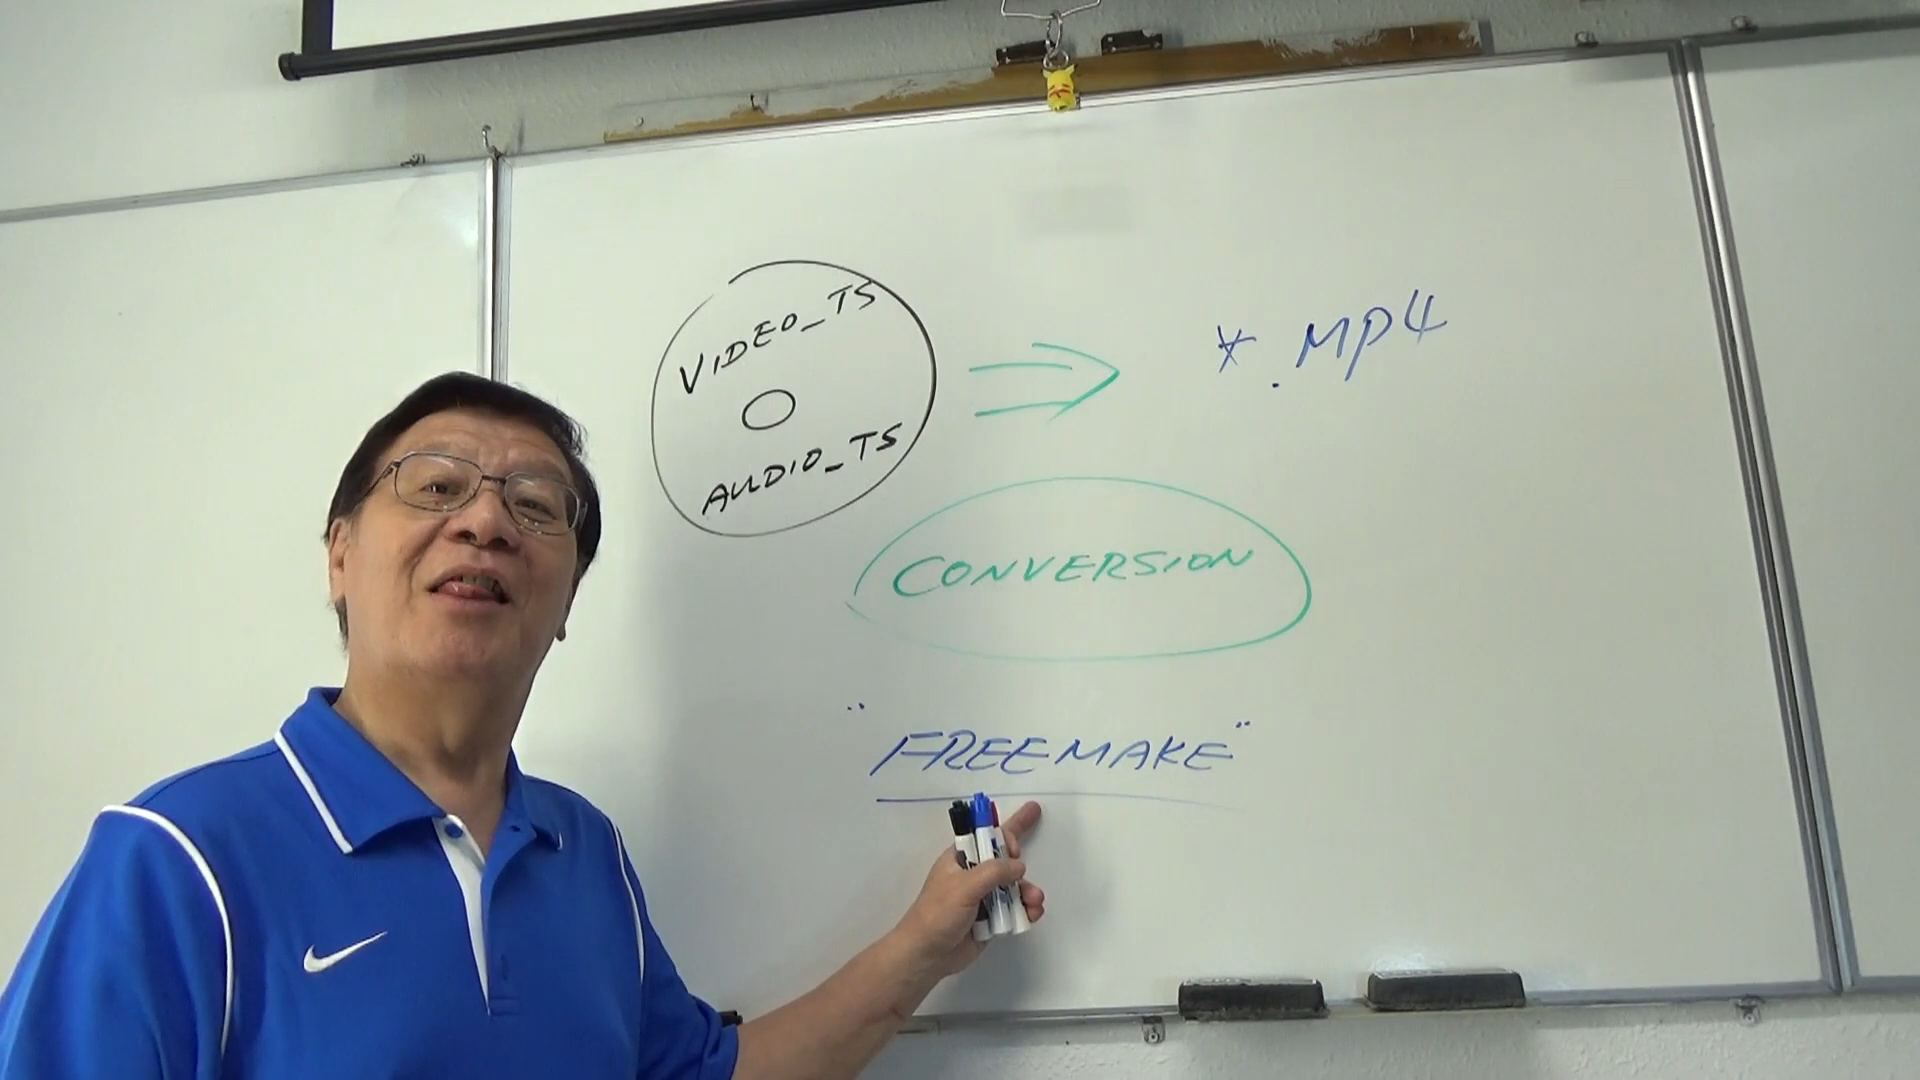 VIDEO_TS
AUDIO_TS
*.MP4
CONVERSION
"FREEMAKE"